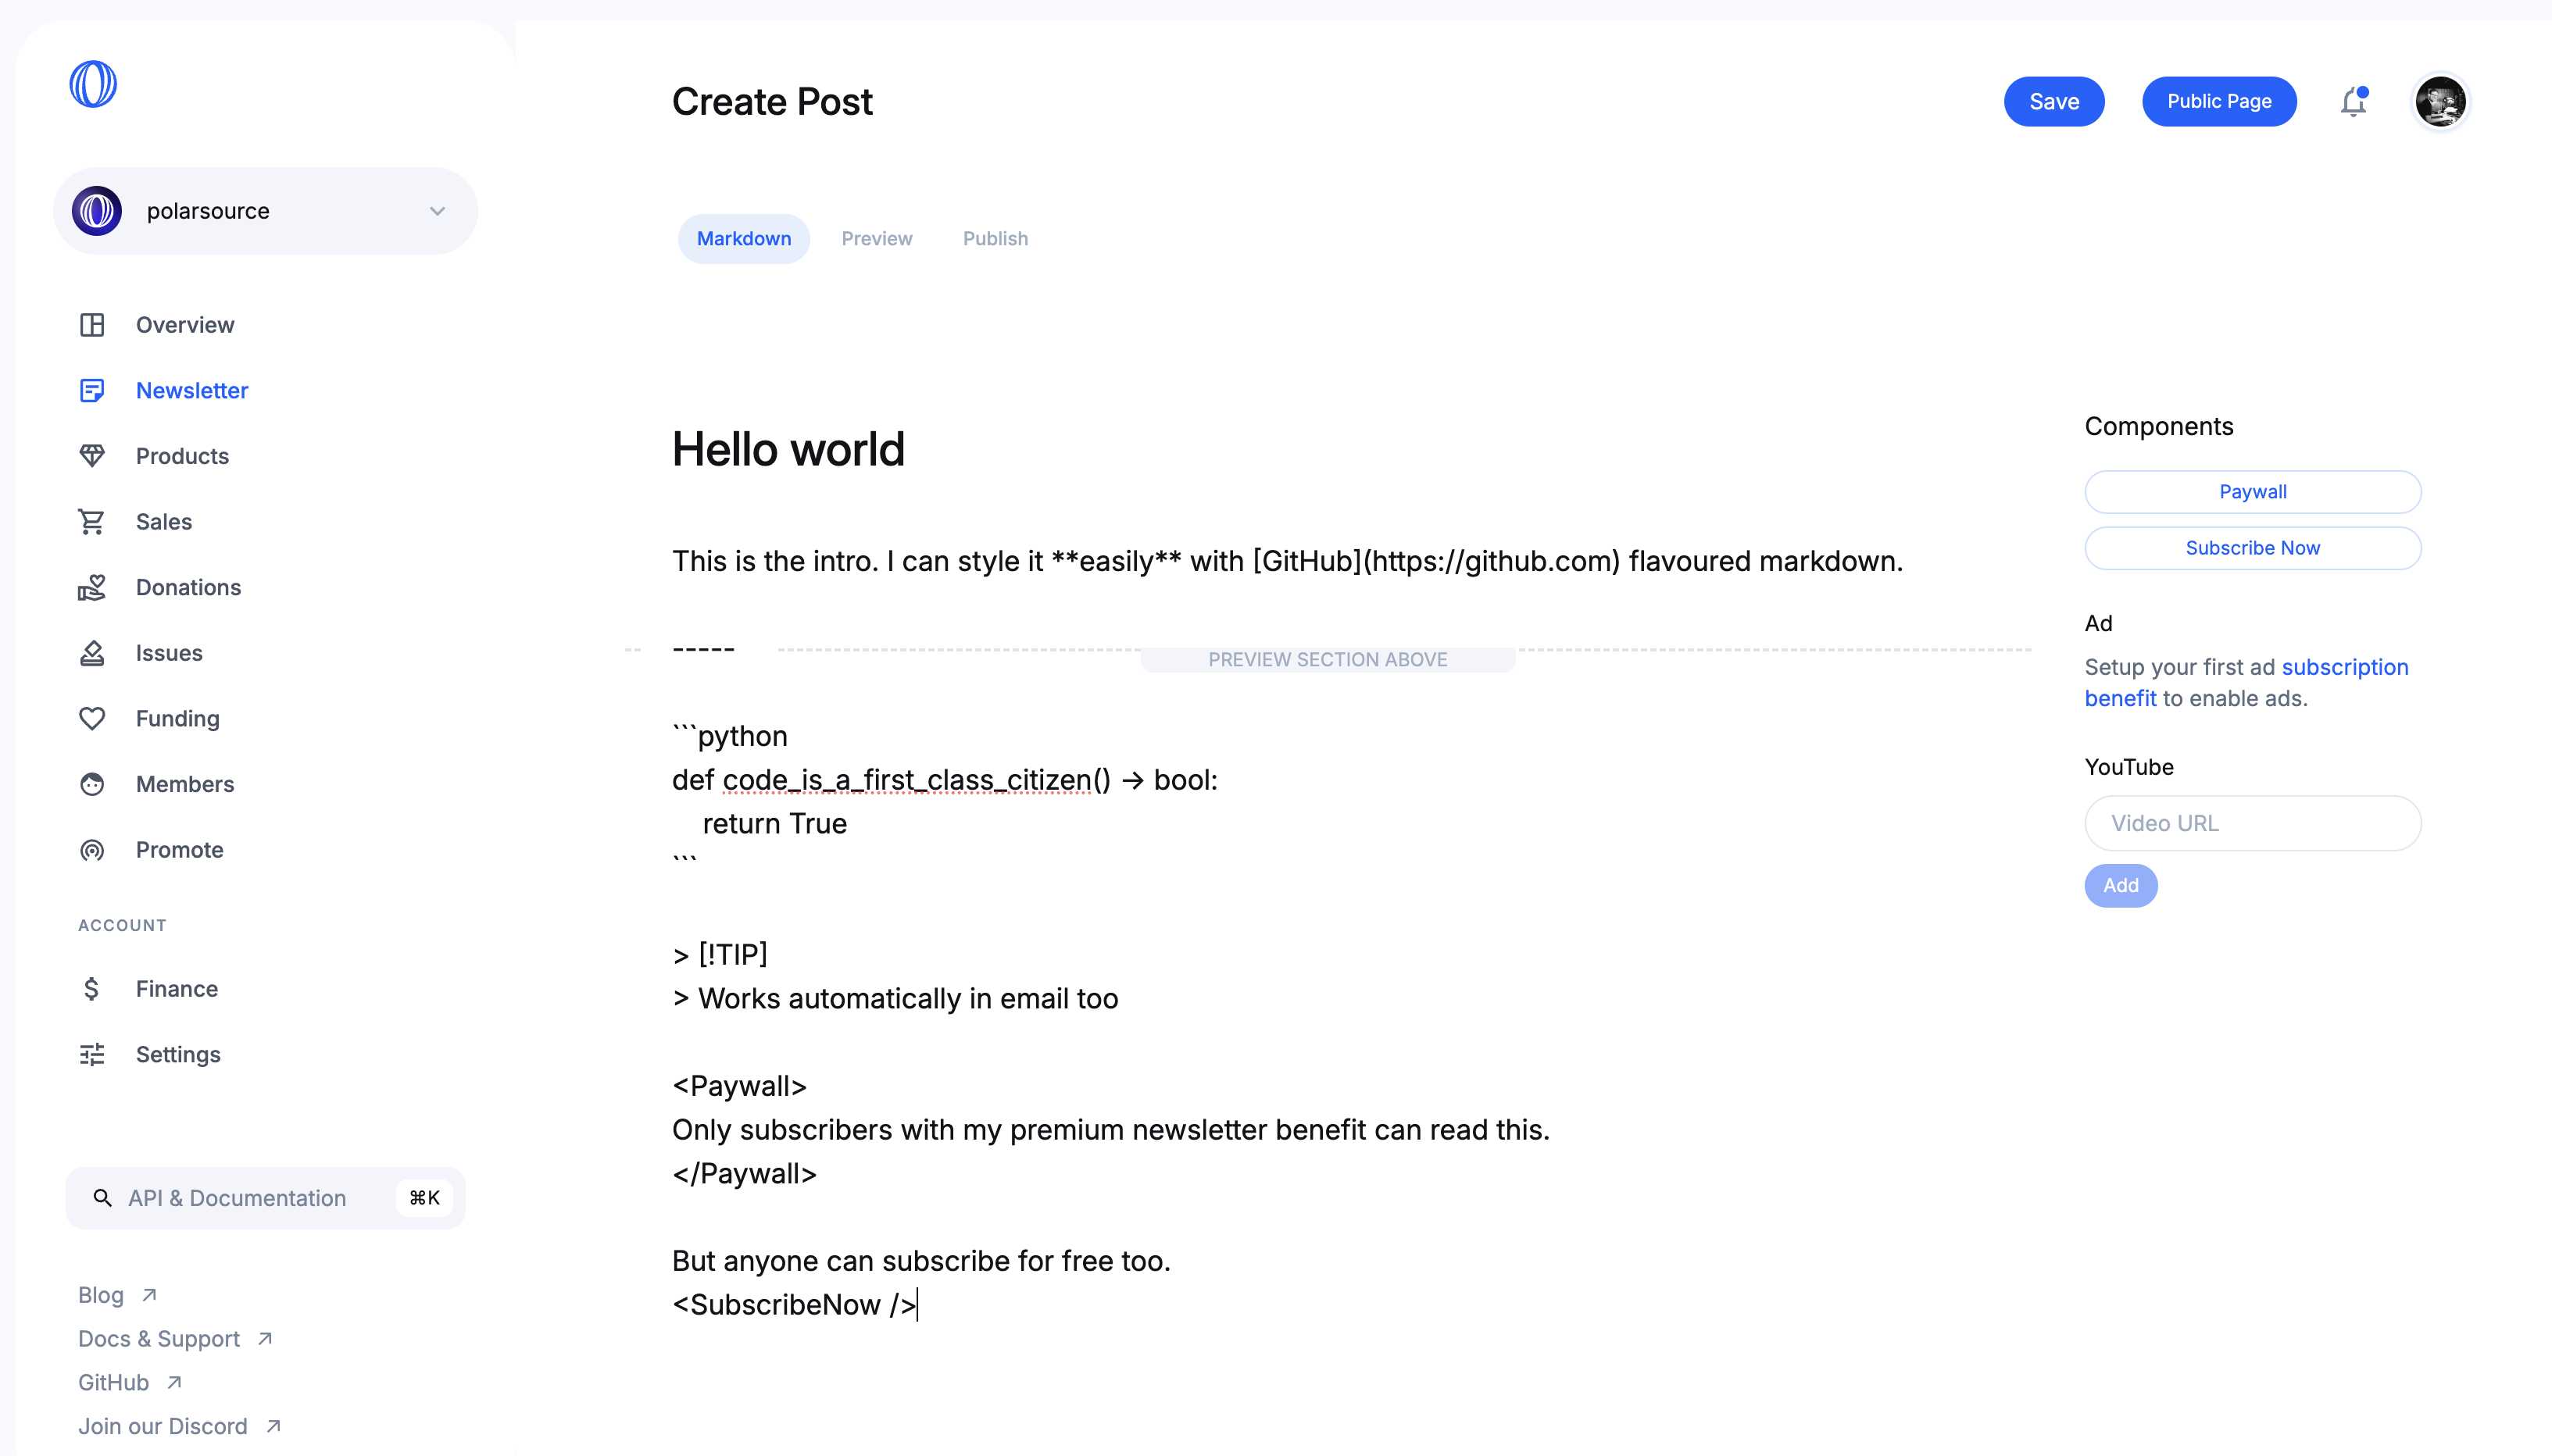 Create Post
Save
Public Page
polarsource
Markdown
Preview
Publish
Overview
Newsletter
Products
Sales
Donations
Issues
Funding
Members
Promote
ACCOUNT
Finance
Settings
API & Documentation
⌘K
Blog
Docs & Support
GitHub
Join our Discord
Hello world
This is the intro. I can style it **easily** with [GitHub](https://github.com) flavoured markdown.
-----
PREVIEW SECTION ABOVE
```python
def code_is_a_first_class_citizen() -> bool:
    return True
```
> [!TIP]
> Works automatically in email too
<Paywall>
Only subscribers with my premium newsletter benefit can read this.
</Paywall>
But anyone can subscribe for free too.
<SubscribeNow />
Components
Paywall
Subscribe Now
Ad
Setup your first ad subscription
benefit to enable ads.
YouTube
Video URL
Add